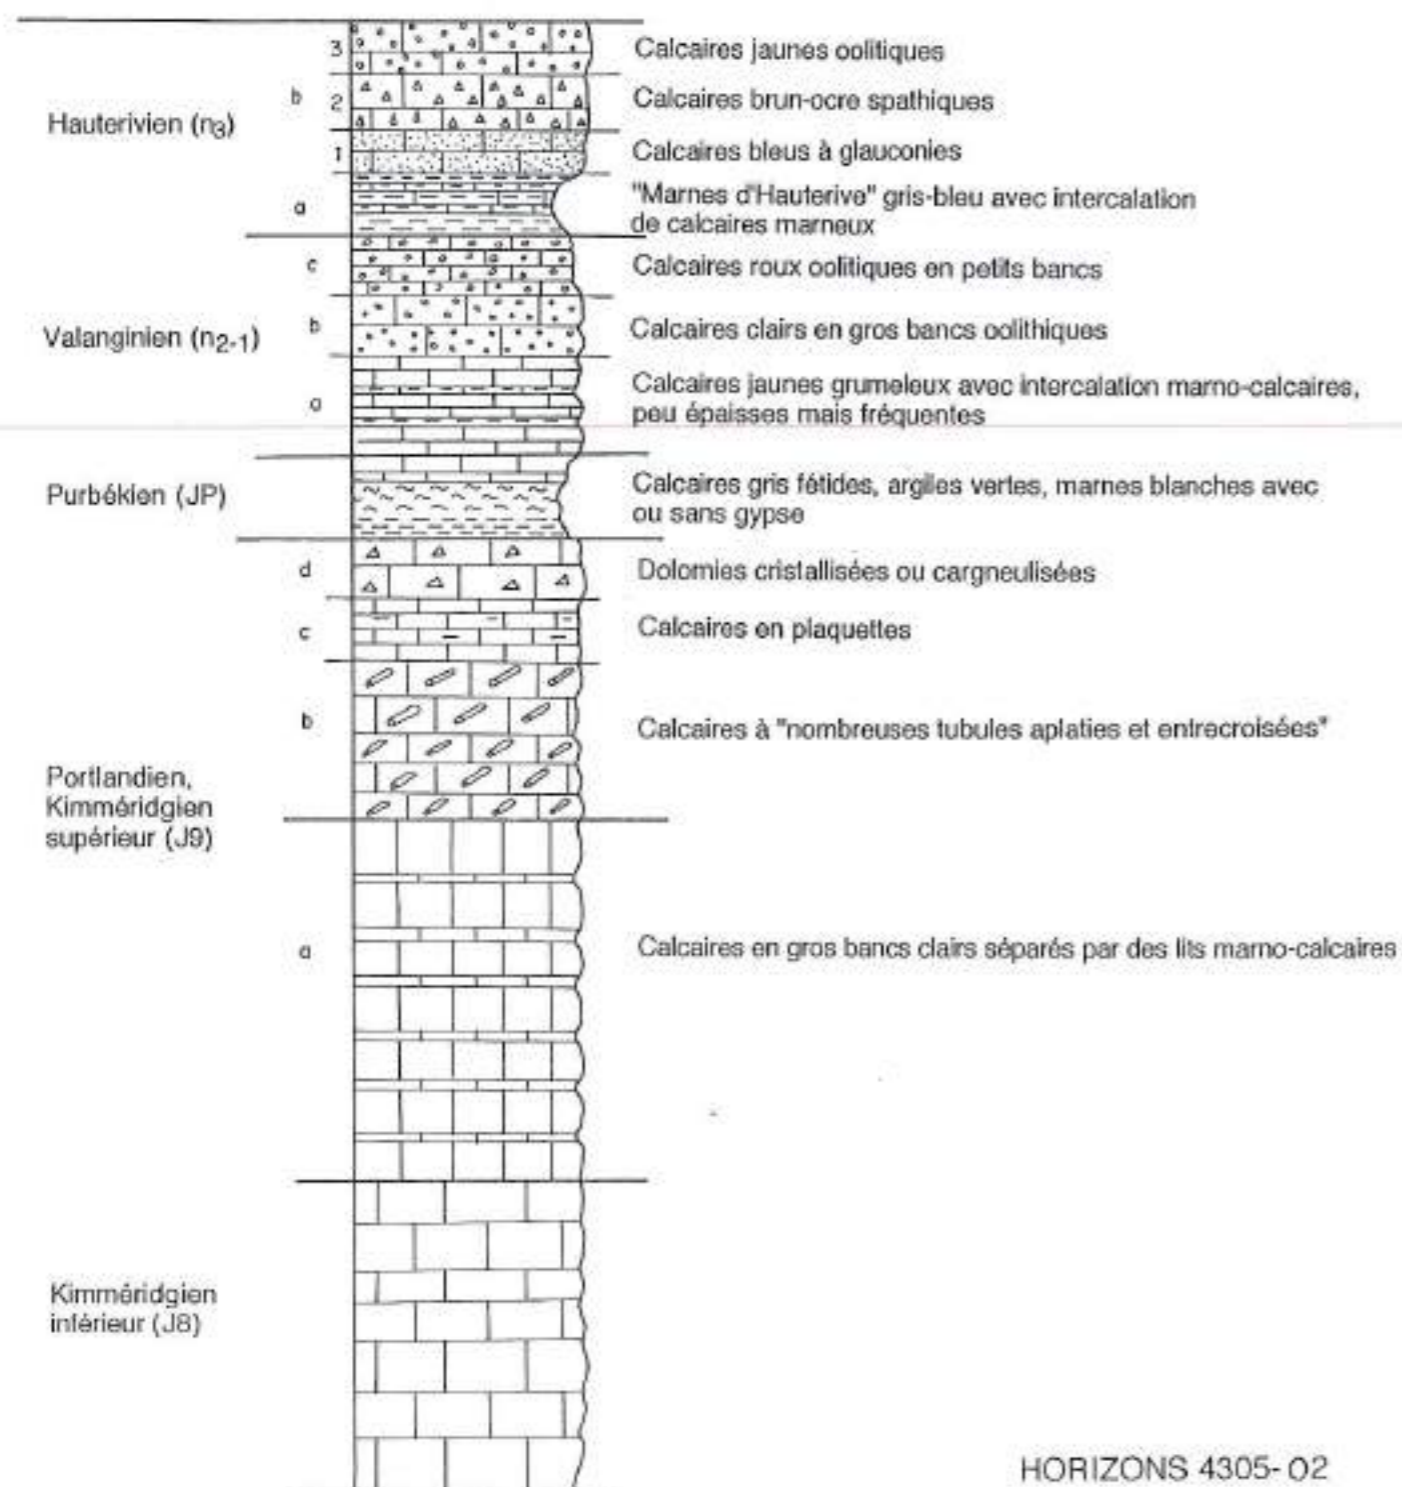 3
Calcaires jaunes oolitiques
b
2
Calcaires brun-ocre spathiques
Hauterivien (n3)
1
Calcaires bleus à glauconies
a
"Marnes d'Hauterive" gris-bleu avec intercalation
de calcaires marneux
c
Calcaires roux oolitiques en petits bancs
Valanginien (n2-1)
b
Calcaires clairs en gros bancs oolithiques
a
Calcaires jaunes grumeleux avec intercalation marno-calcaires,
peu épaisses mais fréquentes
Purbékien (JP)
Calcaires gris fétides, argiles vertes, marnes blanches avec
ou sans gypse
d
Dolomies cristallisées ou cargneulisées
c
Calcaires en plaquettes
b
Calcaires à "nombreuses tubules aplaties et entrecroisées"
Portlandien,
Kimméridgien
supérieur (J9)
a
Calcaires en gros bancs clairs séparés par des lits marno-calcaires
Kimméridgien
inférieur (J8)
HORIZONS 4305-02